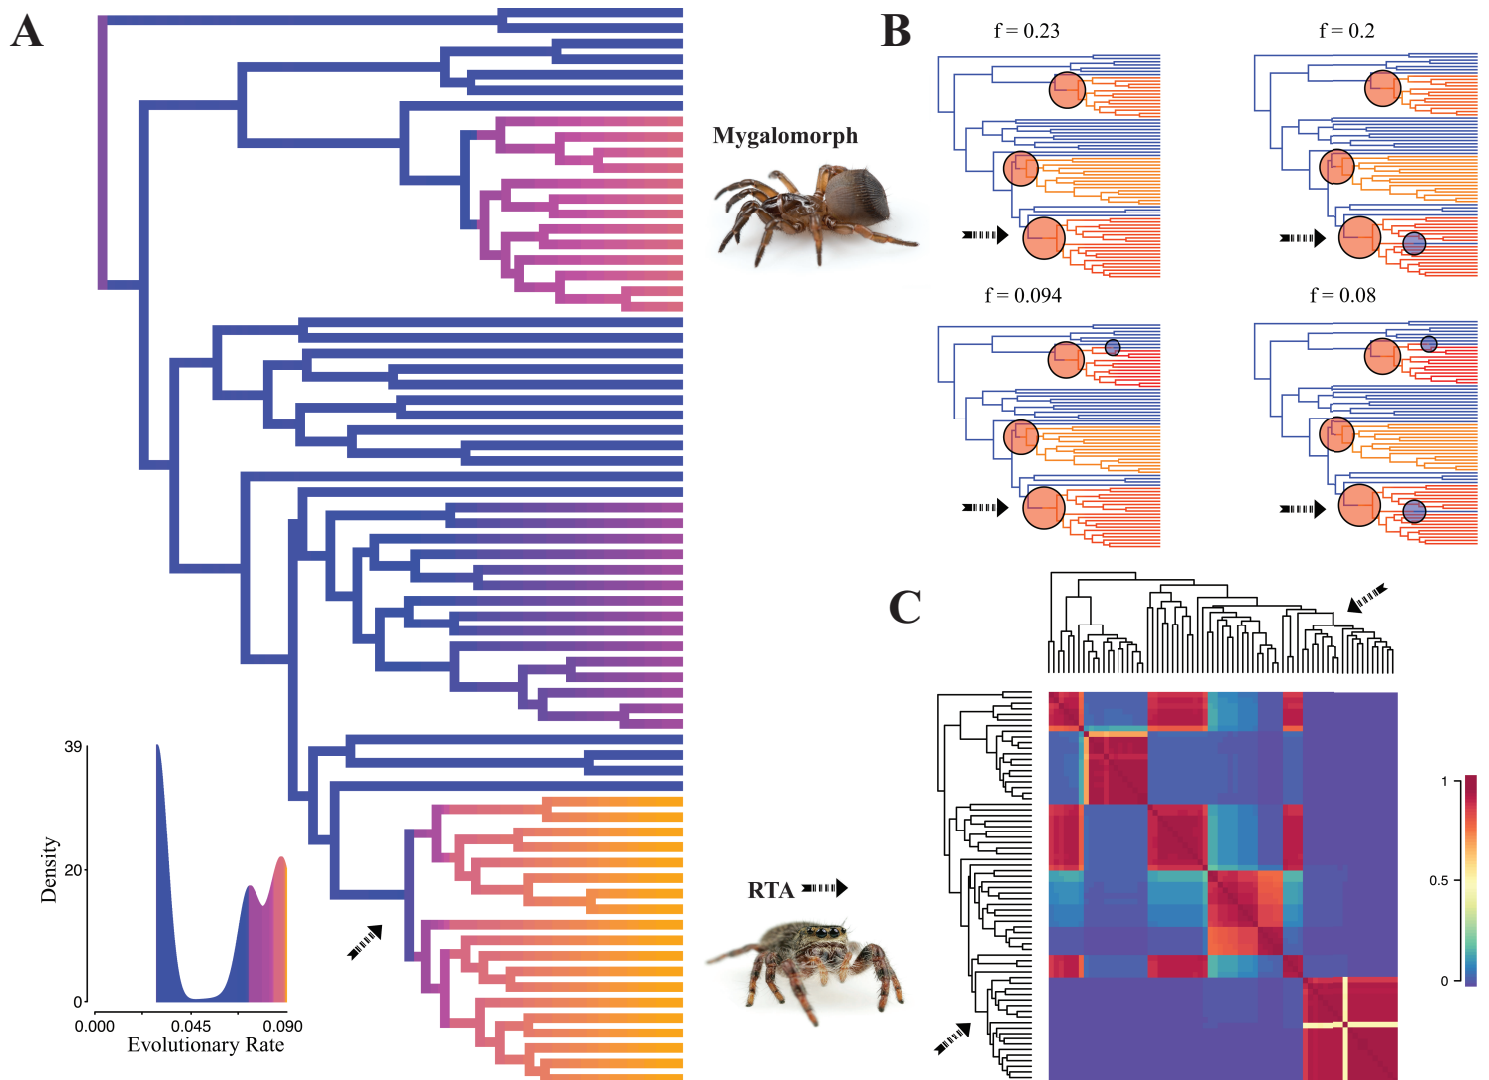 A
B
f = 0.23
f = 0.2
Mygalomorph
f = 0.094
f = 0.08
C
39
20
0
Density
0.000
0.045
0.090
Evolutionary Rate
RTA
1
0.5
0